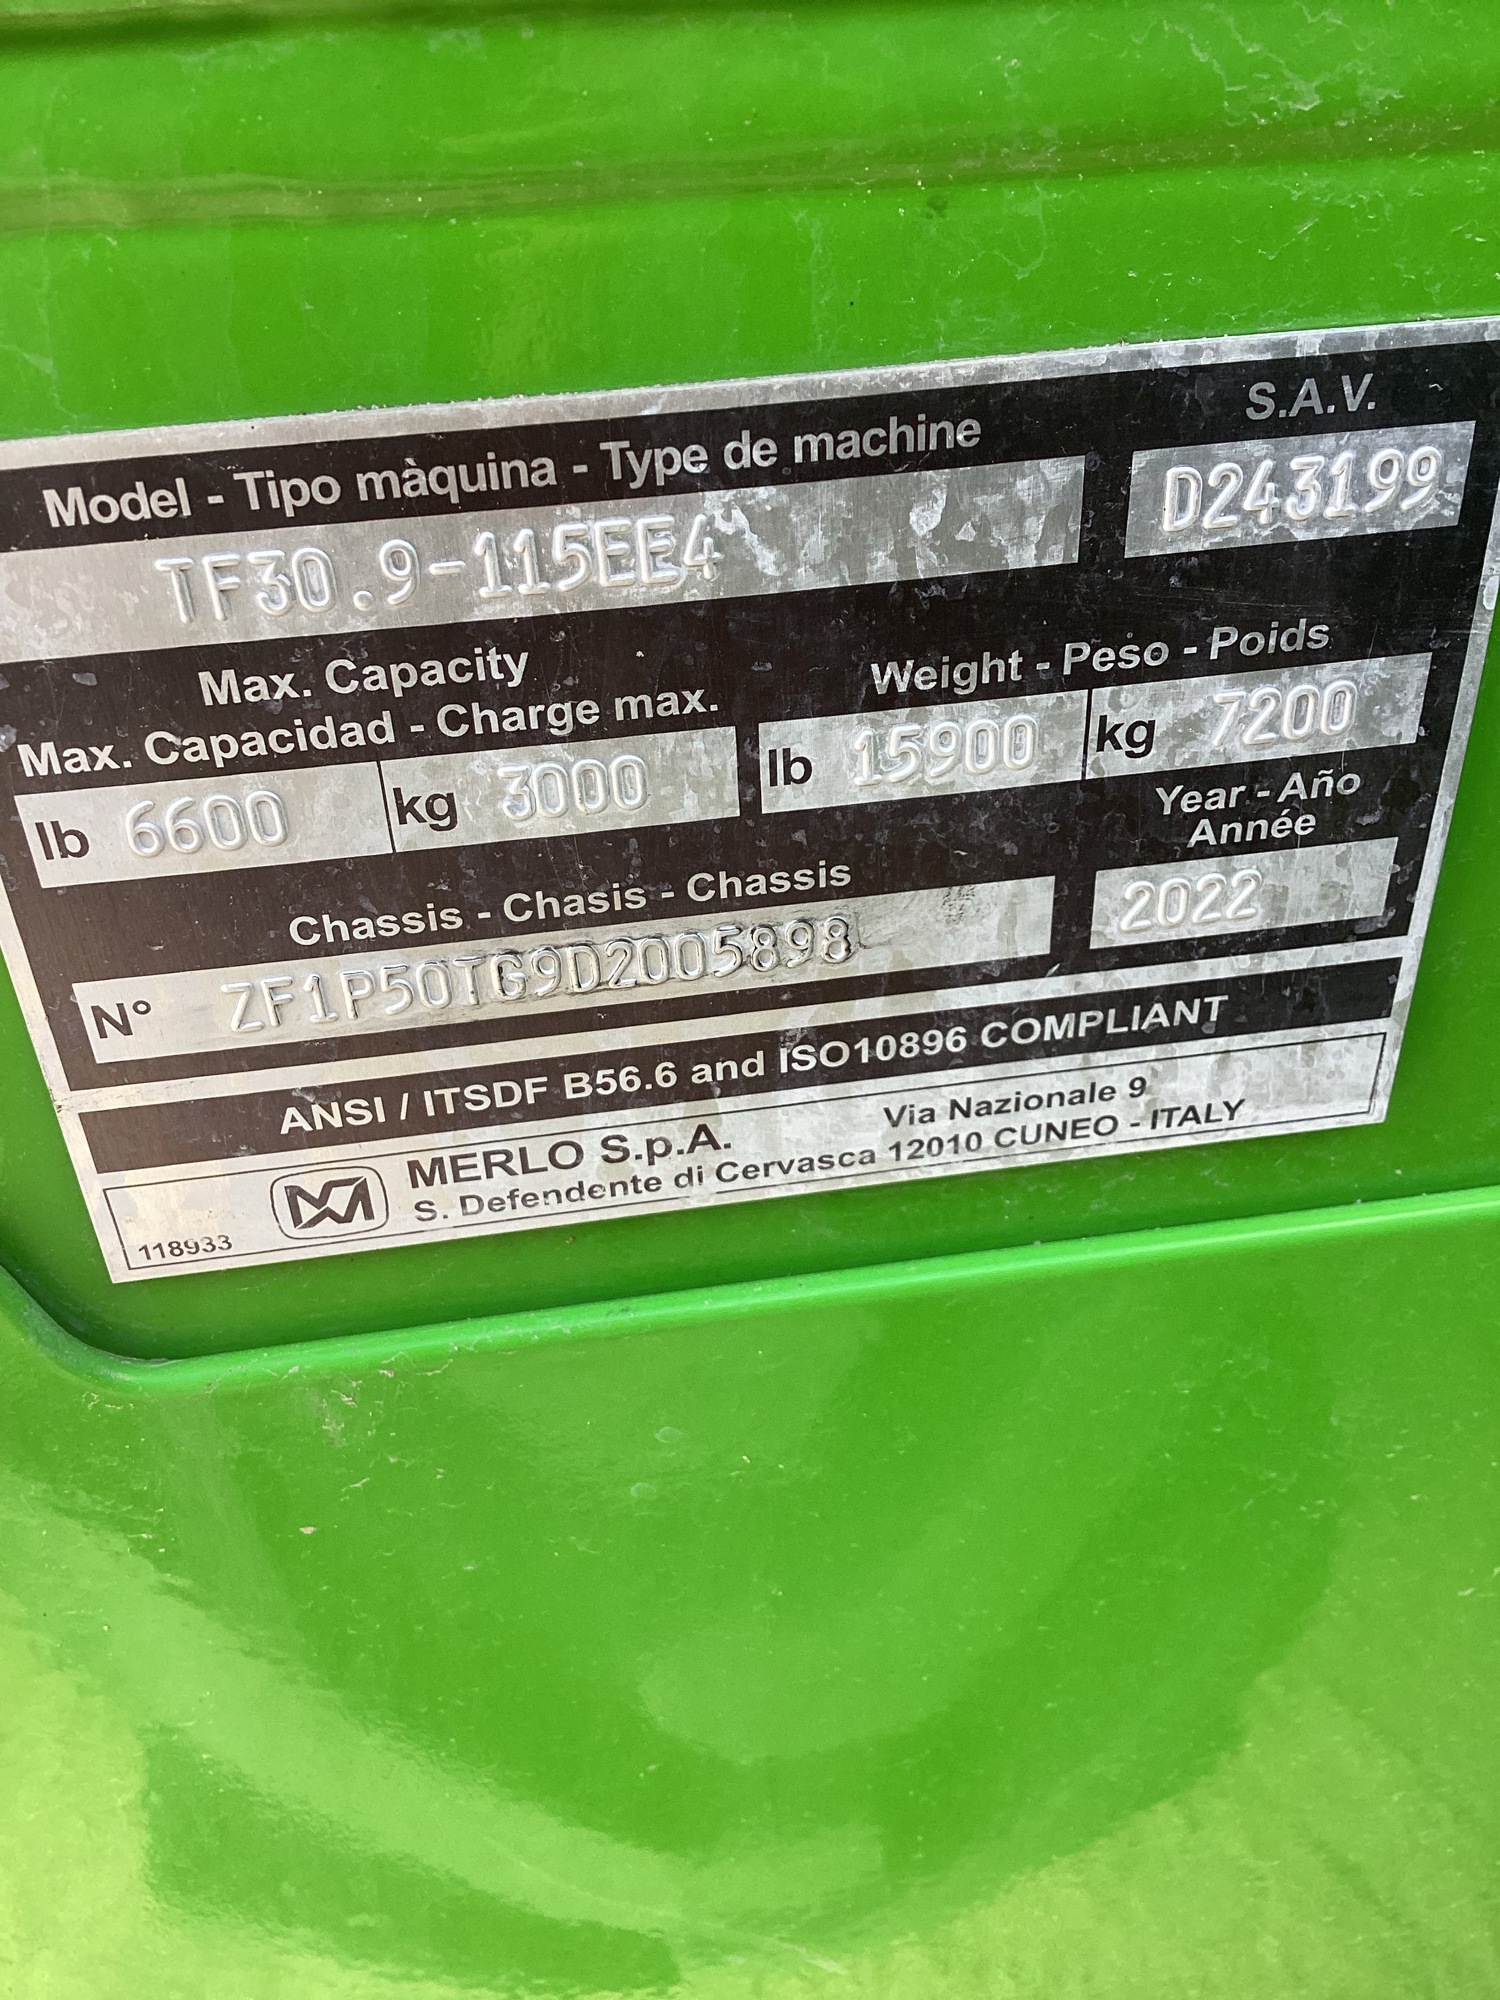 Model - Tipo màquina - Type de machine
S.A.V.
TF30.9-115EE4
D243199
Max. Capacity
Max. Capacidad - Charge max.
Weight - Peso - Poids
lb 6600 kg 3000
lb 15900 kg 7200
Year - Año
Année
Chassis - Chasis - Chassis
2022
N° ZF1P50TG9D2005898
ANSI / ITSDF B56.6 and ISO10896 COMPLIANT
MERLO S.p.A.
Via Nazionale 9
S. Defendente di Cervasca 12010 CUNEO - ITALY
118933